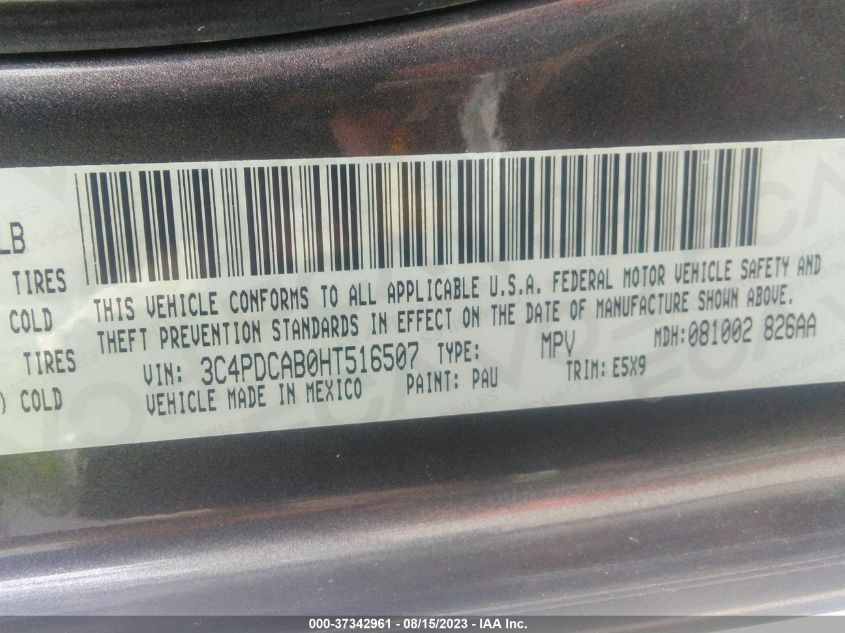 LB
TIRES
COLD
TIRES
) COLD
THIS VEHICLE CONFORMS TO ALL APPLICABLE U.S.A. FEDERAL MOTOR VEHICLE SAFETY AND
THEFT PREVENTION STANDARDS IN EFFECT ON THE DATE OF MANUFACTURE SHOWN ABOVE.
VIN: 3C4PDCAB0HT516507 TYPE: MPV MDH:081002 826AA
VEHICLE MADE IN MEXICO PAINT: PAU TRIM: E5X9
000-37342961 - 08/15/2023 - IAA Inc.